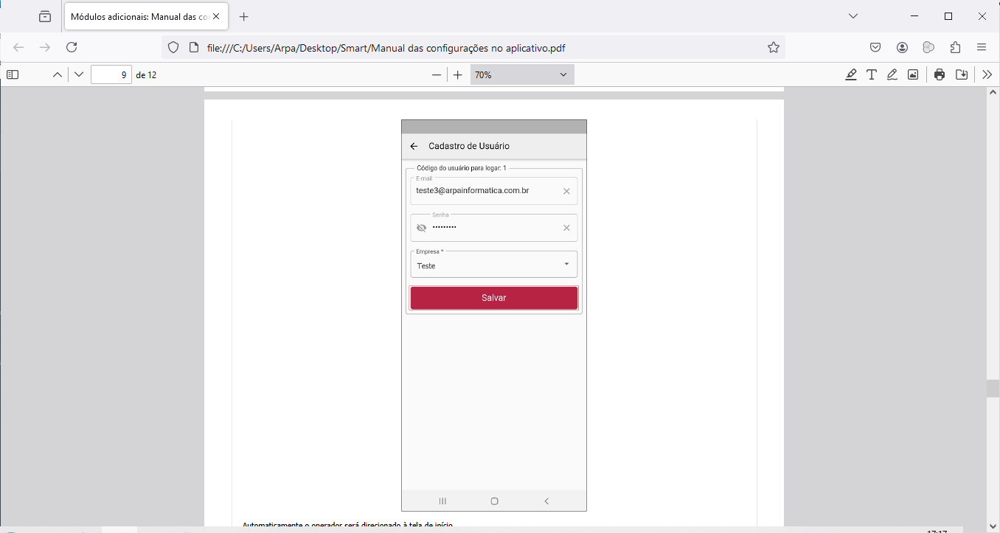 Módulos adicionais: Manual das co
file:///C:/Users/Arpa/Desktop/Smart/Manual das configurações no aplicativo.pdf
9 de 12
70%
Cadastro de Usuário
Código do usuário para logar: 1
E-mail
teste3@arpainformatica.com.br
Senha
•••••••••
Empresa *
Teste
Salvar
Automaticamente o operador será direcionado à tela de início
17:17